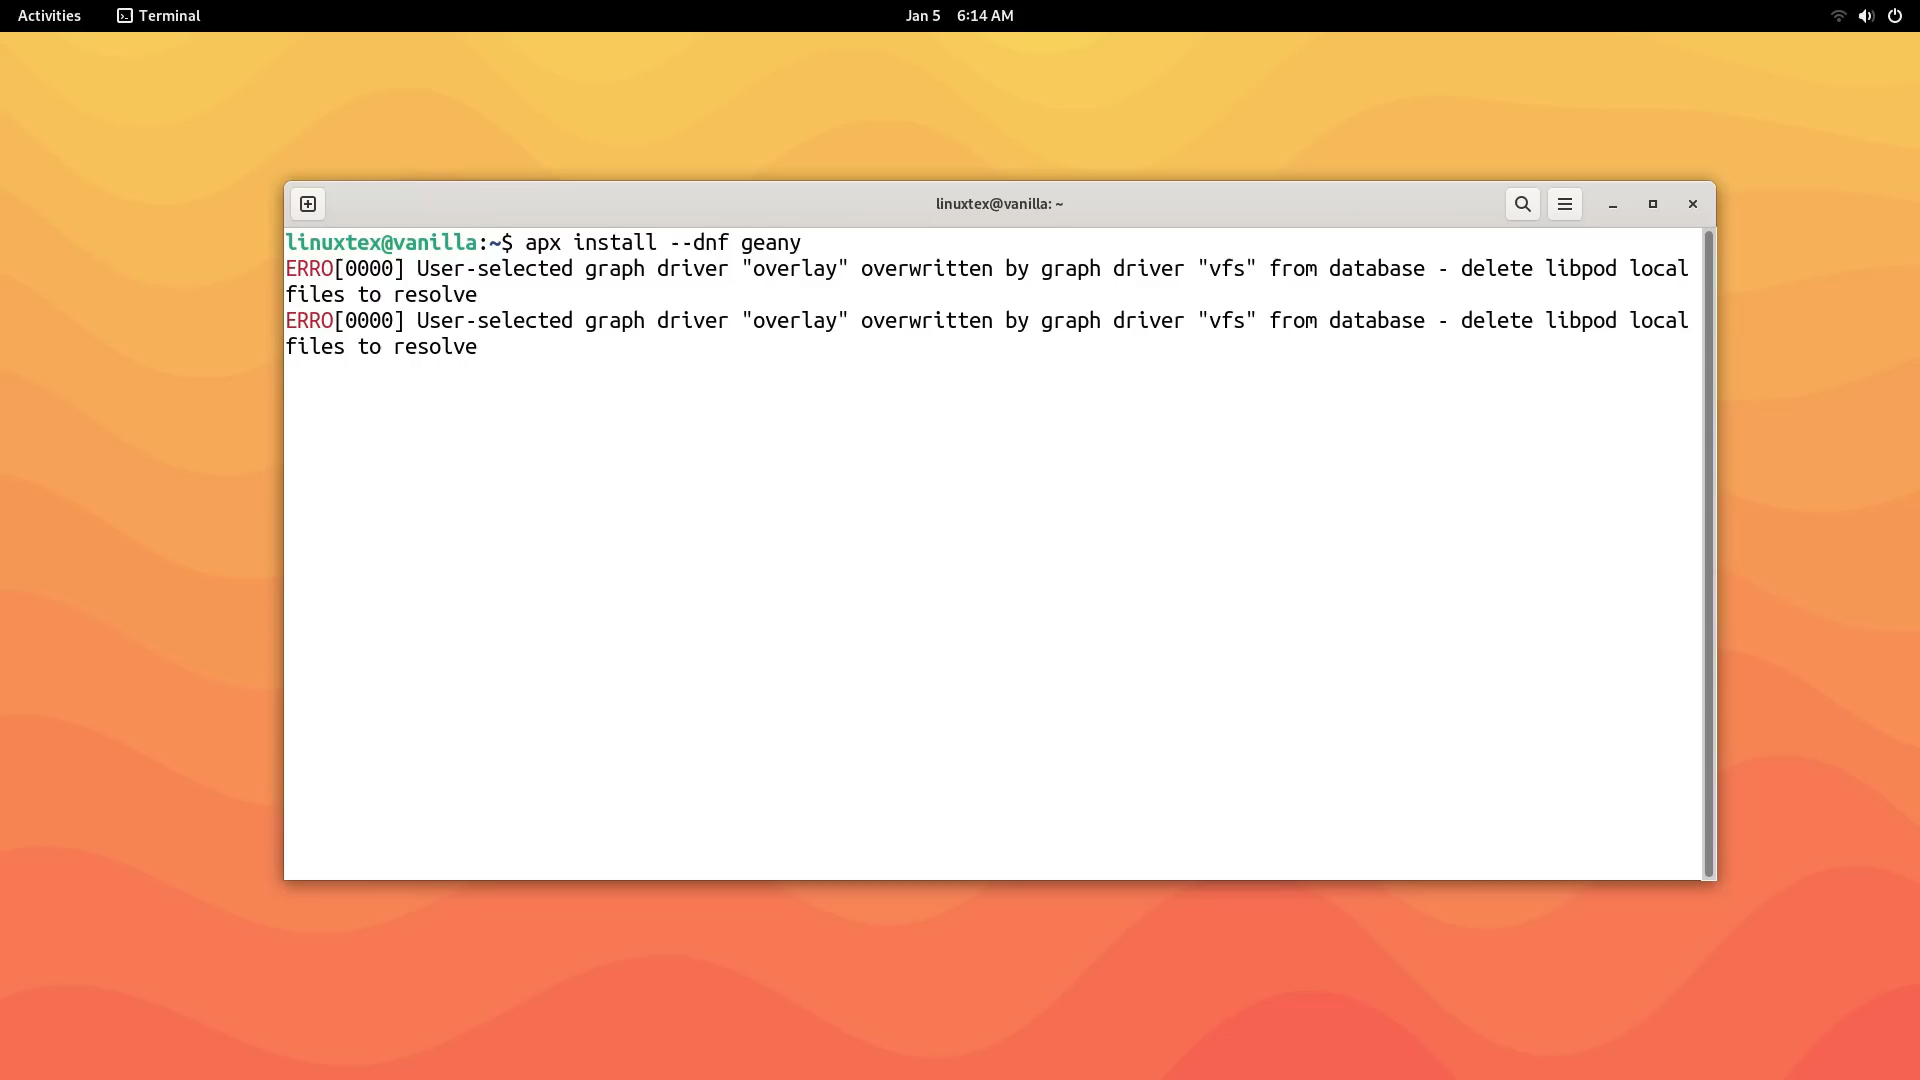 Activities Terminal Jan 5 6:14 AM
linuxtex@vanilla: ~
linuxtex@vanilla:~$ apx install --dnf geany
ERRO[0000] User-selected graph driver "overlay" overwritten by graph driver "vfs" from database - delete libpod local
files to resolve
ERRO[0000] User-selected graph driver "overlay" overwritten by graph driver "vfs" from database - delete libpod local
files to resolve